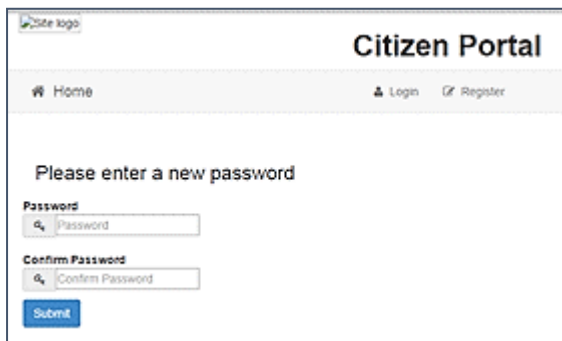 Site logo
Citizen Portal
Home
Login
Register
Please enter a new password
Password
Password
Confirm Password
Confirm Password
Submit